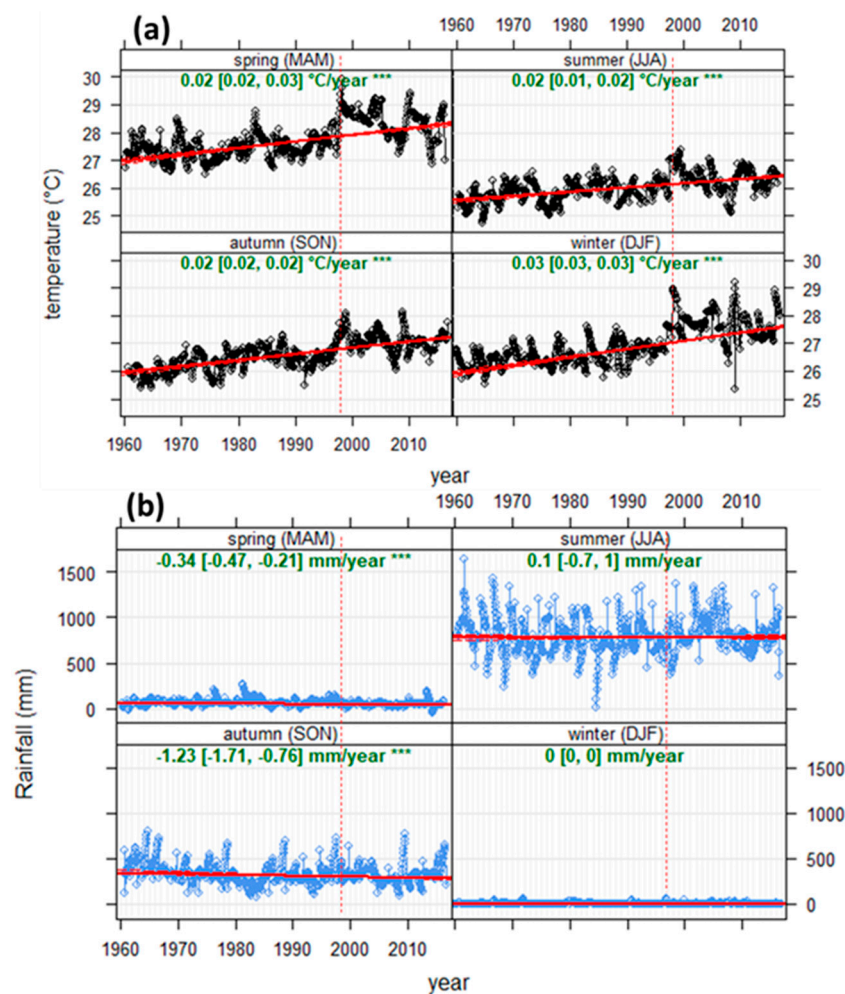 (a)
1960 1970 1980 1990 2000 2010
spring (MAM) summer (JJA)
0.02 [0.02, 0.03] °C/year *** 0.02 [0.01, 0.02] °C/year ***
30
29
28
27
26
25
autumn (SON) winter (DJF)
0.02 [0.02, 0.02] °C/year *** 0.03 [0.03, 0.03] °C/year ***
30
29
28
27
26
25
temperature (°C)
1960 1970 1980 1990 2000 2010
year
(b)
1960 1970 1980 1990 2000 2010
spring (MAM) summer (JJA)
-0.34 [-0.47, -0.21] mm/year *** 0.1 [-0.7, 1] mm/year
1500
1000
500
0
autumn (SON) winter (DJF)
-1.23 [-1.71, -0.76] mm/year *** 0 [0, 0] mm/year
1500
1000
500
0
Rainfall (mm)
1960 1970 1980 1990 2000 2010
year